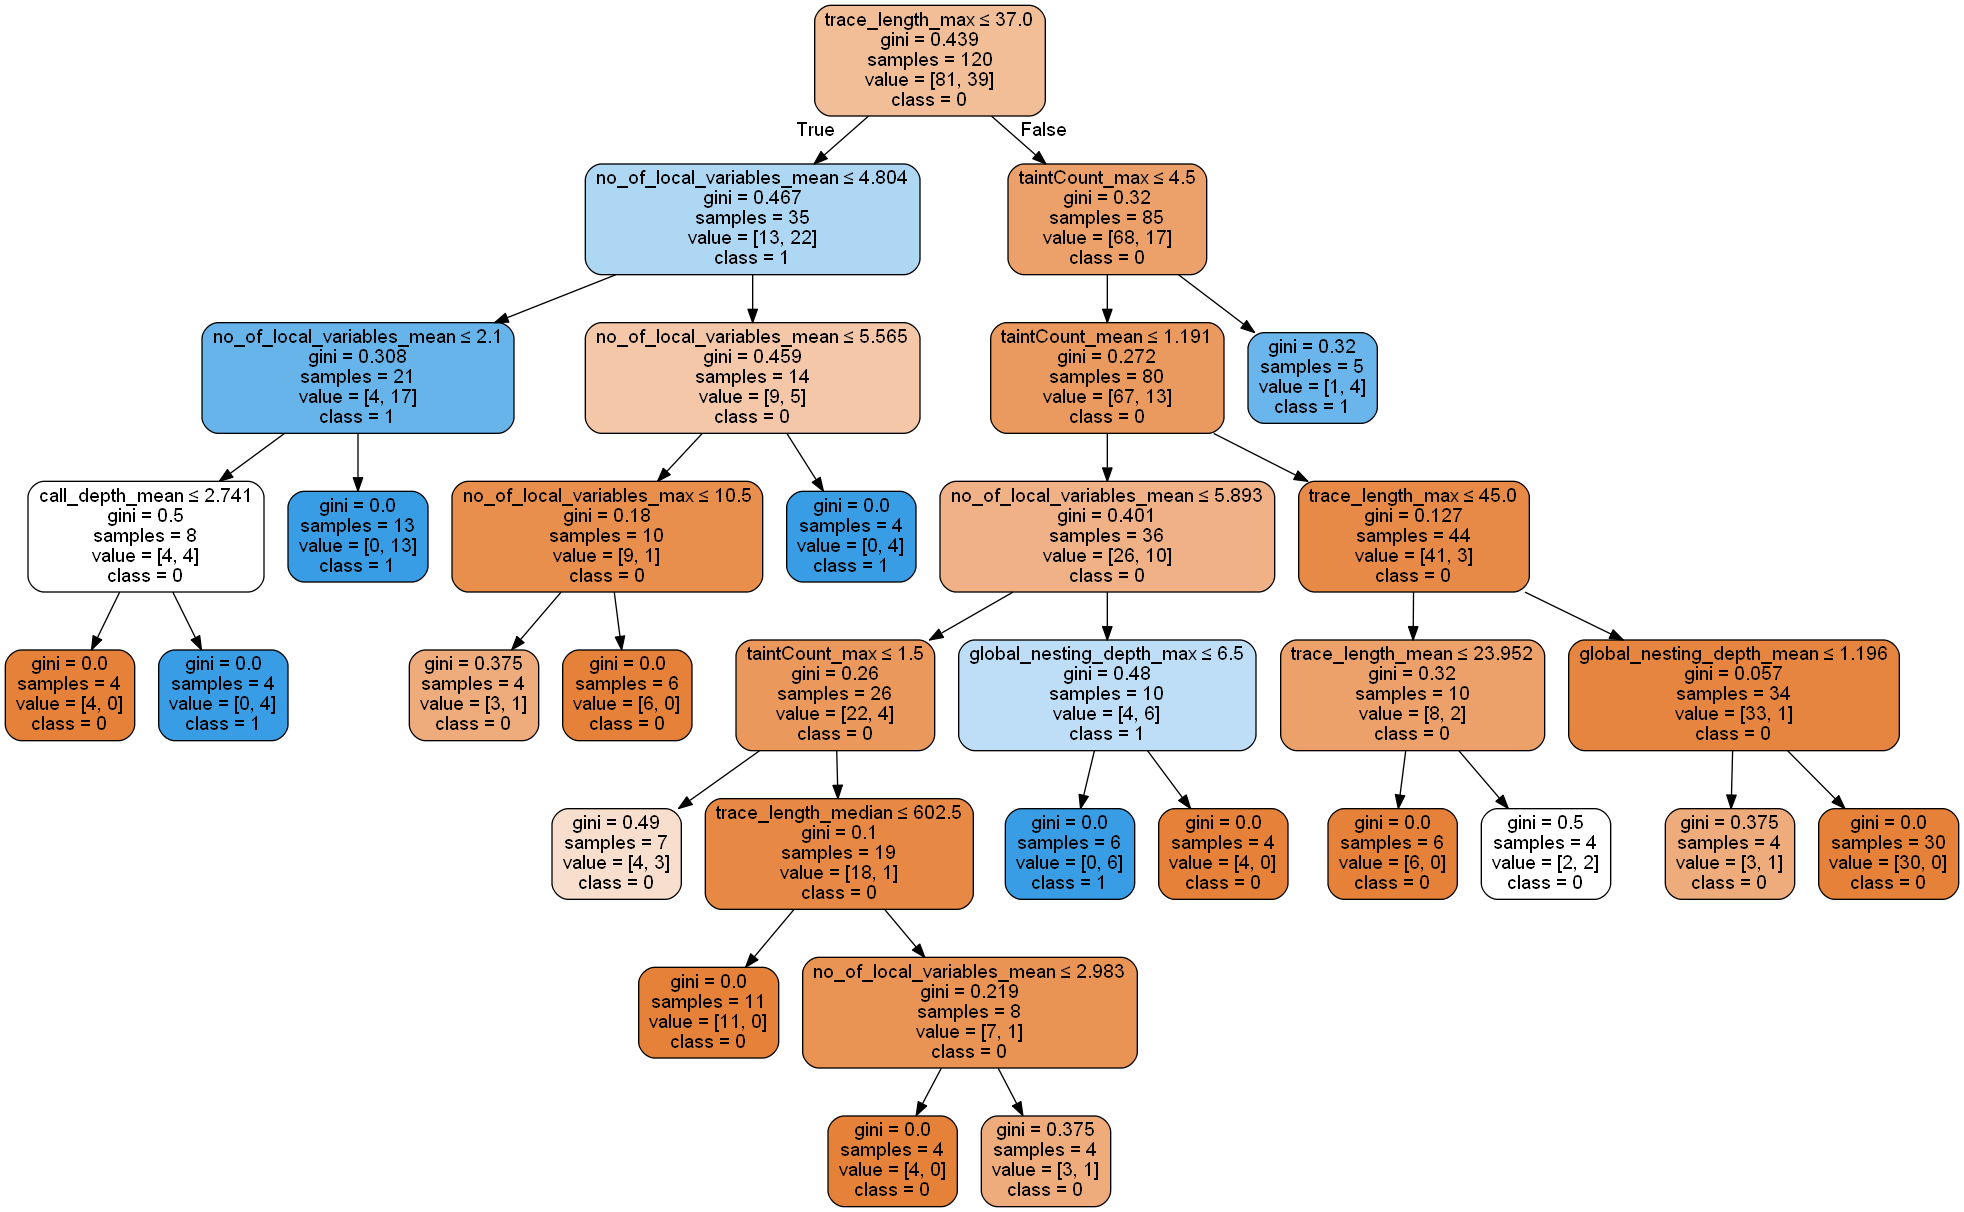 trace_length_max ≤ 37.0
gini = 0.439
samples = 120
value = [81, 39]
class = 0
True
False
no_of_local_variables_mean ≤ 4.804
gini = 0.467
samples = 35
value = [13, 22]
class = 1
taintCount_max ≤ 4.5
gini = 0.32
samples = 85
value = [68, 17]
class = 0
no_of_local_variables_mean ≤ 2.1
gini = 0.308
samples = 21
value = [4, 17]
class = 1
no_of_local_variables_mean ≤ 5.565
gini = 0.459
samples = 14
value = [9, 5]
class = 0
taintCount_mean ≤ 1.191
gini = 0.272
samples = 80
value = [67, 13]
class = 0
gini = 0.32
samples = 5
value = [1, 4]
class = 1
call_depth_mean ≤ 2.741
gini = 0.5
samples = 8
value = [4, 4]
class = 0
gini = 0.0
samples = 13
value = [0, 13]
class = 1
no_of_local_variables_max ≤ 10.5
gini = 0.18
samples = 10
value = [9, 1]
class = 0
gini = 0.0
samples = 4
value = [0, 4]
class = 1
no_of_local_variables_mean ≤ 5.893
gini = 0.401
samples = 36
value = [26, 10]
class = 0
trace_length_max ≤ 45.0
gini = 0.127
samples = 44
value = [41, 3]
class = 0
gini = 0.0
samples = 4
value = [4, 0]
class = 0
gini = 0.0
samples = 4
value = [0, 4]
class = 1
gini = 0.375
samples = 4
value = [3, 1]
class = 0
gini = 0.0
samples = 6
value = [6, 0]
class = 0
taintCount_max ≤ 1.5
gini = 0.26
samples = 26
value = [22, 4]
class = 0
global_nesting_depth_max ≤ 6.5
gini = 0.48
samples = 10
value = [4, 6]
class = 1
trace_length_mean ≤ 23.952
gini = 0.32
samples = 10
value = [8, 2]
class = 0
global_nesting_depth_mean ≤ 1.196
gini = 0.057
samples = 34
value = [33, 1]
class = 0
gini = 0.49
samples = 7
value = [4, 3]
class = 0
trace_length_median ≤ 602.5
gini = 0.1
samples = 19
value = [18, 1]
class = 0
gini = 0.0
samples = 6
value = [0, 6]
class = 1
gini = 0.0
samples = 4
value = [4, 0]
class = 0
gini = 0.0
samples = 6
value = [6, 0]
class = 0
gini = 0.5
samples = 4
value = [2, 2]
class = 0
gini = 0.375
samples = 4
value = [3, 1]
class = 0
gini = 0.0
samples = 30
value = [30, 0]
class = 0
gini = 0.0
samples = 11
value = [11, 0]
class = 0
no_of_local_variables_mean ≤ 2.983
gini = 0.219
samples = 8
value = [7, 1]
class = 0
gini = 0.0
samples = 4
value = [4, 0]
class = 0
gini = 0.375
samples = 4
value = [3, 1]
class = 0